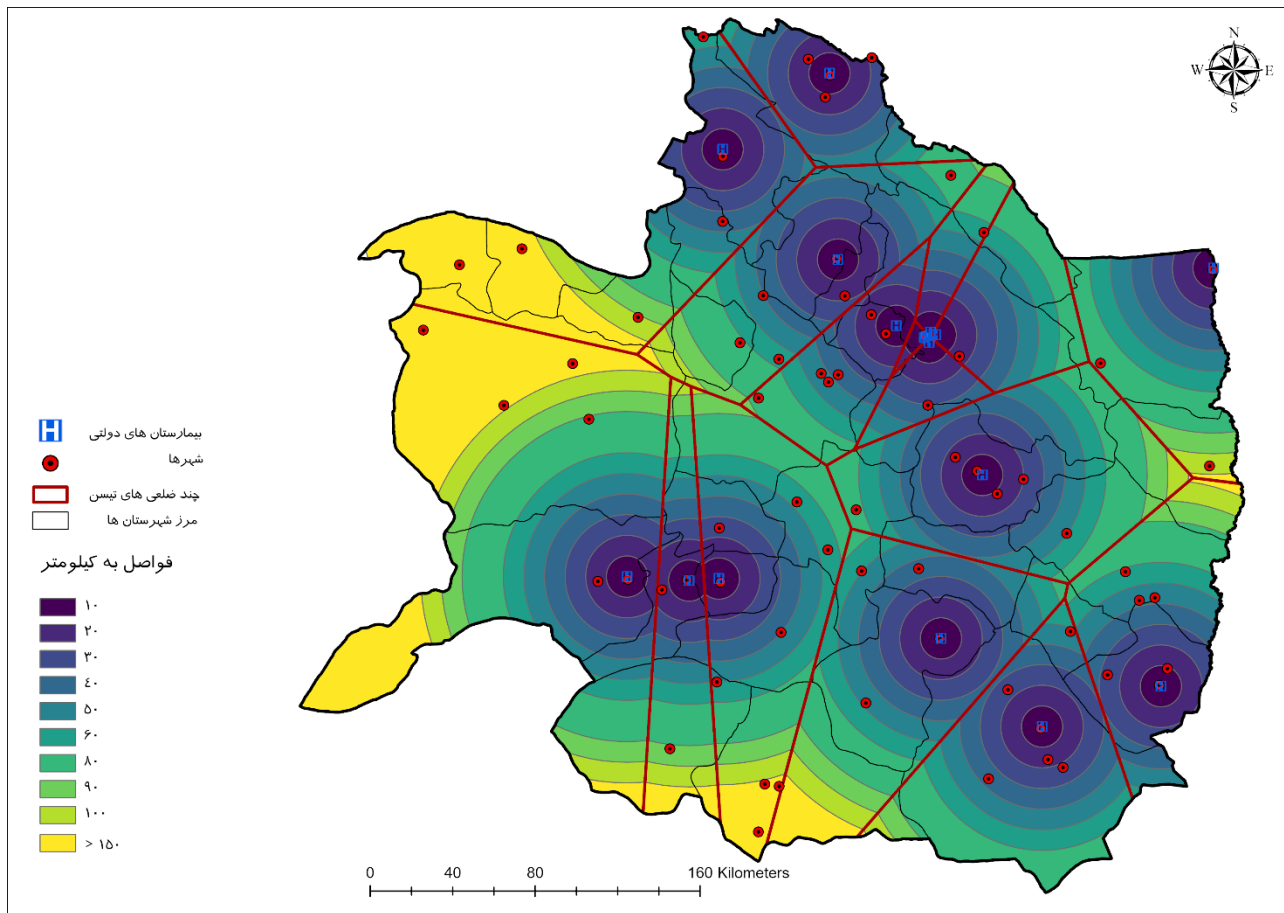 N
W E
S
بیمارستان های دولتی
شهرها
چند ضلعی های تیسن
مرز شهرستان ها
فواصل به کیلومتر
۱۰
۲۰
۳۰
٤۰
۵۰
۶۰
۸۰
۹۰
۱۰۰
> ۱۵۰
0 40 80 160 Kilometers